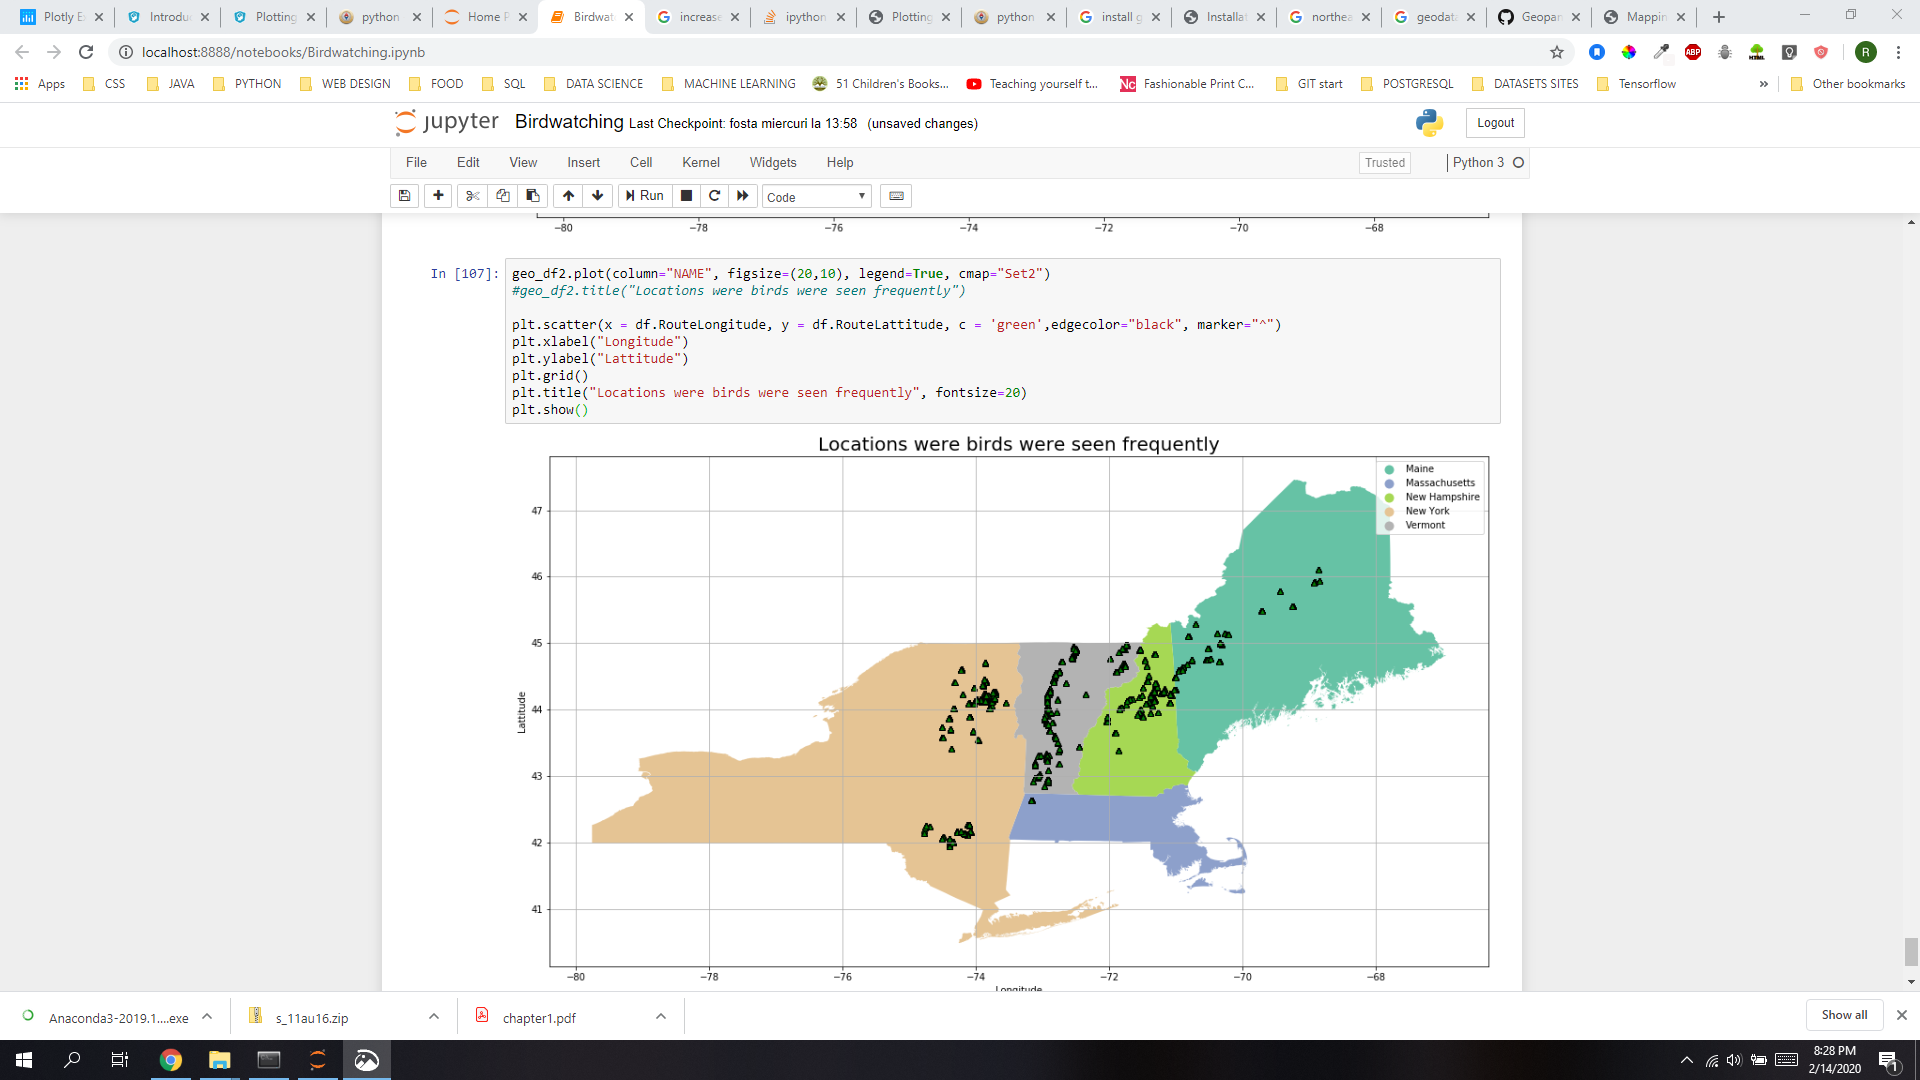 Plotly E
Introdu
Plotting
python
Home P
Birdwat
increase
ipython
Plotting
python
install g
Installat
northea
geodata
Geopan
Mappin
localhost:8888/notebooks/Birdwatching.ipynb
R
Apps CSS JAVA PYTHON WEB DESIGN FOOD SQL DATA SCIENCE MACHINE LEARNING 51 Children's Books... Teaching yourself t... Nc Fashionable Print C... GIT start POSTGRESQL DATASETS SITES Tensorflow » Other bookmarks
jupyter Birdwatching Last Checkpoint: fosta miercuri la 13:58 (unsaved changes)
Logout
File Edit View Insert Cell Kernel Widgets Help
Trusted Python 3
Run Code
−80 −78 −76 −74 −72 −70 −68
In [107]:
geo_df2.plot(column="NAME", figsize=(20,10), legend=True, cmap="Set2")
#geo_df2.title("Locations were birds were seen frequently")
plt.scatter(x = df.RouteLongitude, y = df.RouteLattitude, c = 'green',edgecolor="black", marker="^")
plt.xlabel("Longitude")
plt.ylabel("Lattitude")
plt.grid()
plt.title("Locations were birds were seen frequently", fontsize=20)
plt.show()
Locations were birds were seen frequently
Maine
Massachusetts
New Hampshire
New York
Vermont
47
46
45
44
43
42
41
Lattitude
−80 −78 −76 −74 −72 −70 −68
Longitude
Anaconda3-2019.1....exe
s_11au16.zip
chapter1.pdf
Show all
8:28 PM
2/14/2020
1